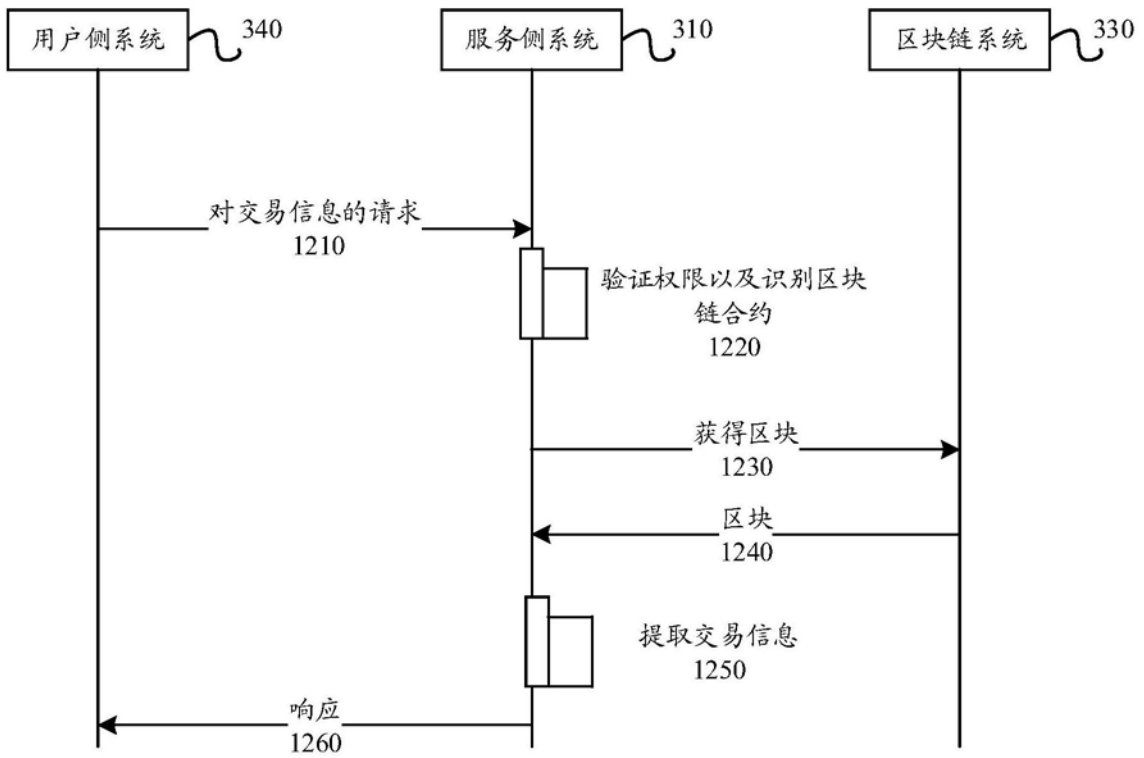 用户侧系统
340
服务侧系统
310
区块链系统
330
对交易信息的请求
1210
验证权限以及识别区块
链合约
1220
获得区块
1230
区块
1240
提取交易信息
1250
响应
1260